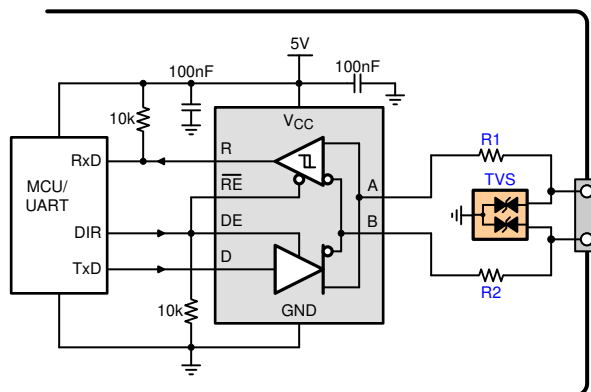 5V
100nF
100nF
10k
VCC
R1
R
RxD
TVS
MCU/
UART
RE
A
DIR
DE
B
TxD
D
R2
10k
GND